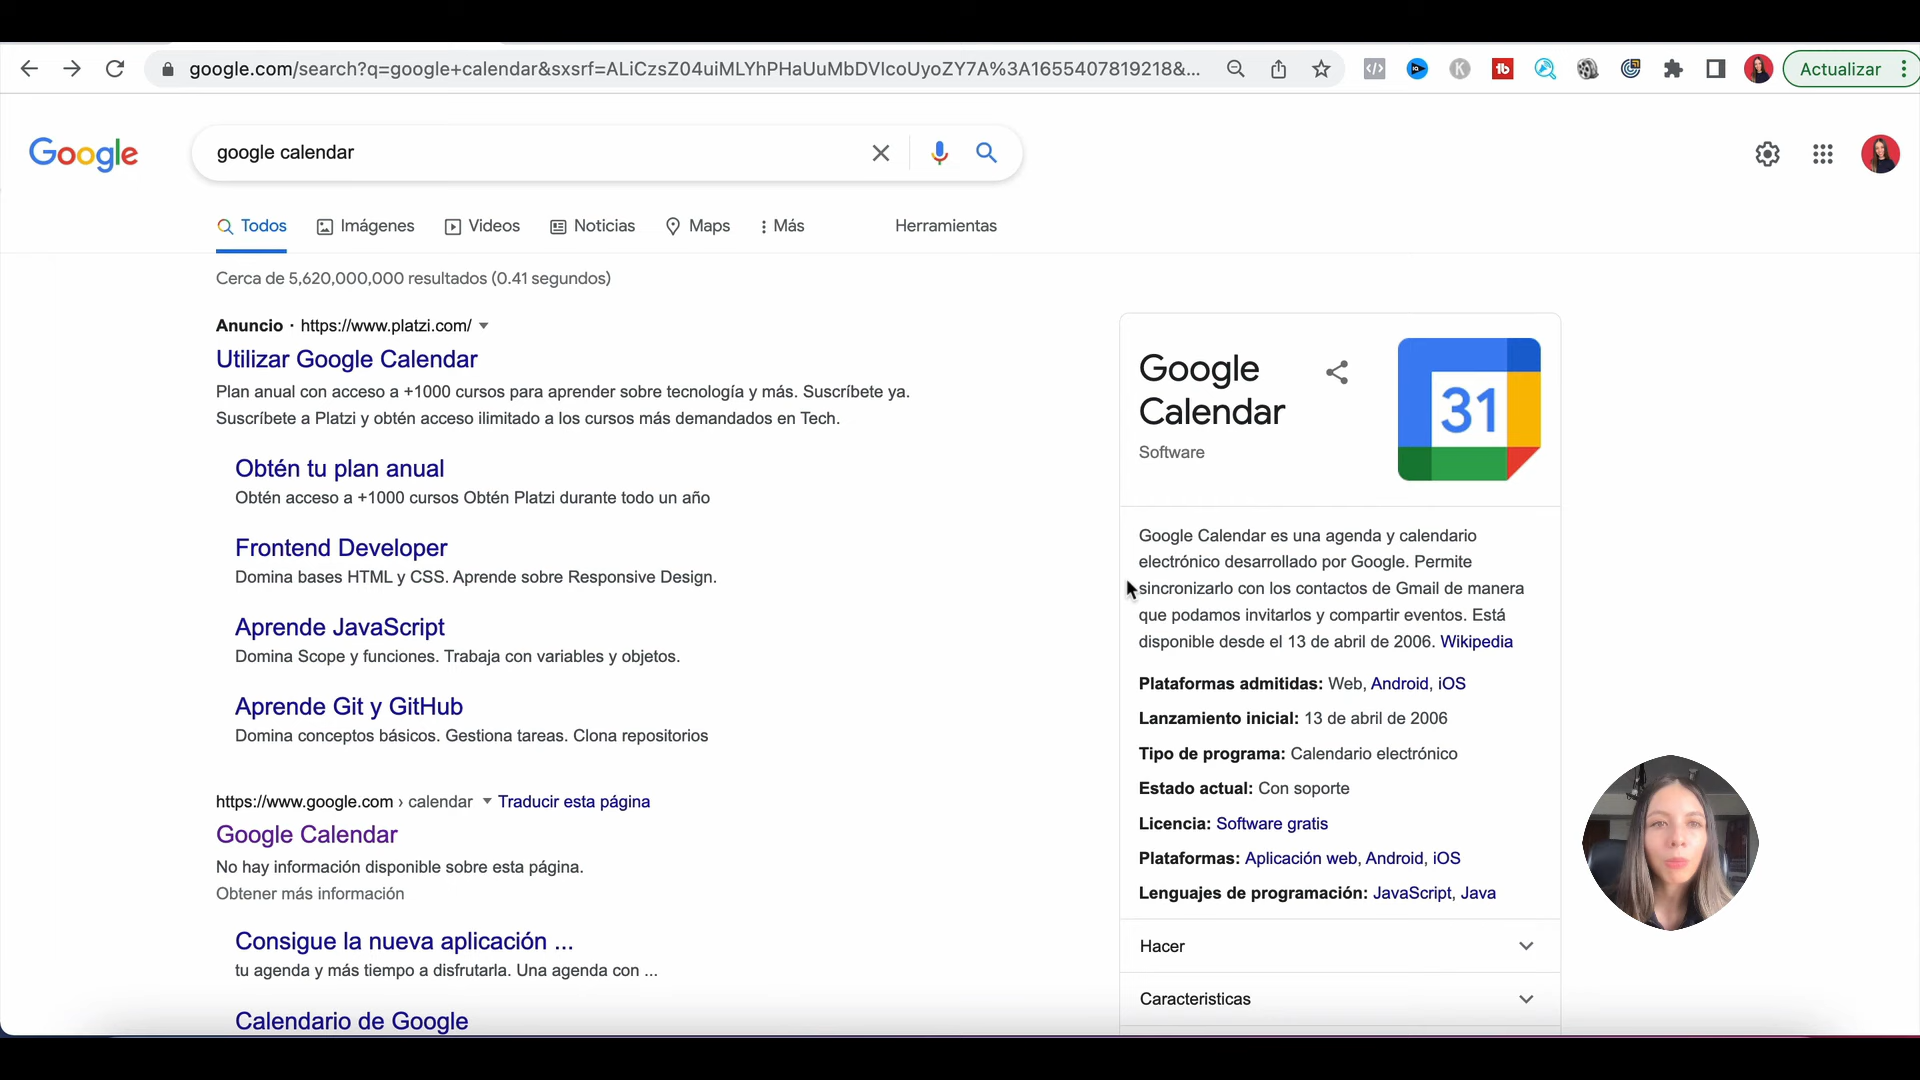 google.com/search?q=google+calendar&sxsrf=ALiCzsZ04uiMLYhPHaUuMbDVIcoUyoZY7A%3A1655407819218&...
Actualizar
Google
google calendar
Todos
Imágenes
Videos
Noticias
Maps
Más
Herramientas
Cerca de 5,620,000,000 resultados (0.41 segundos)
Anuncio · https://www.platzi.com/
Utilizar Google Calendar
Plan anual con acceso a +1000 cursos para aprender sobre tecnología y más. Suscríbete ya.
Suscríbete a Platzi y obtén acceso ilimitado a los cursos más demandados en Tech.
Obtén tu plan anual
Obtén acceso a +1000 cursos Obtén Platzi durante todo un año
Frontend Developer
Domina bases HTML y CSS. Aprende sobre Responsive Design.
Aprende JavaScript
Domina Scope y funciones. Trabaja con variables y objetos.
Aprende Git y GitHub
Domina conceptos básicos. Gestiona tareas. Clona repositorios
https://www.google.com › calendar
Traducir esta página
Google Calendar
No hay información disponible sobre esta página.
Obtener más información
Consigue la nueva aplicación ...
tu agenda y más tiempo a disfrutarla. Una agenda con ...
Calendario de Google
Google
Calendar
Software
31
Google Calendar es una agenda y calendario
electrónico desarrollado por Google. Permite
sincronizarlo con los contactos de Gmail de manera
que podamos invitarlos y compartir eventos. Está
disponible desde el 13 de abril de 2006. Wikipedia
Plataformas admitidas: Web, Android, iOS
Lanzamiento inicial: 13 de abril de 2006
Tipo de programa: Calendario electrónico
Estado actual: Con soporte
Licencia: Software gratis
Plataformas: Aplicación web, Android, iOS
Lenguajes de programación: JavaScript, Java
Hacer
Caracteristicas